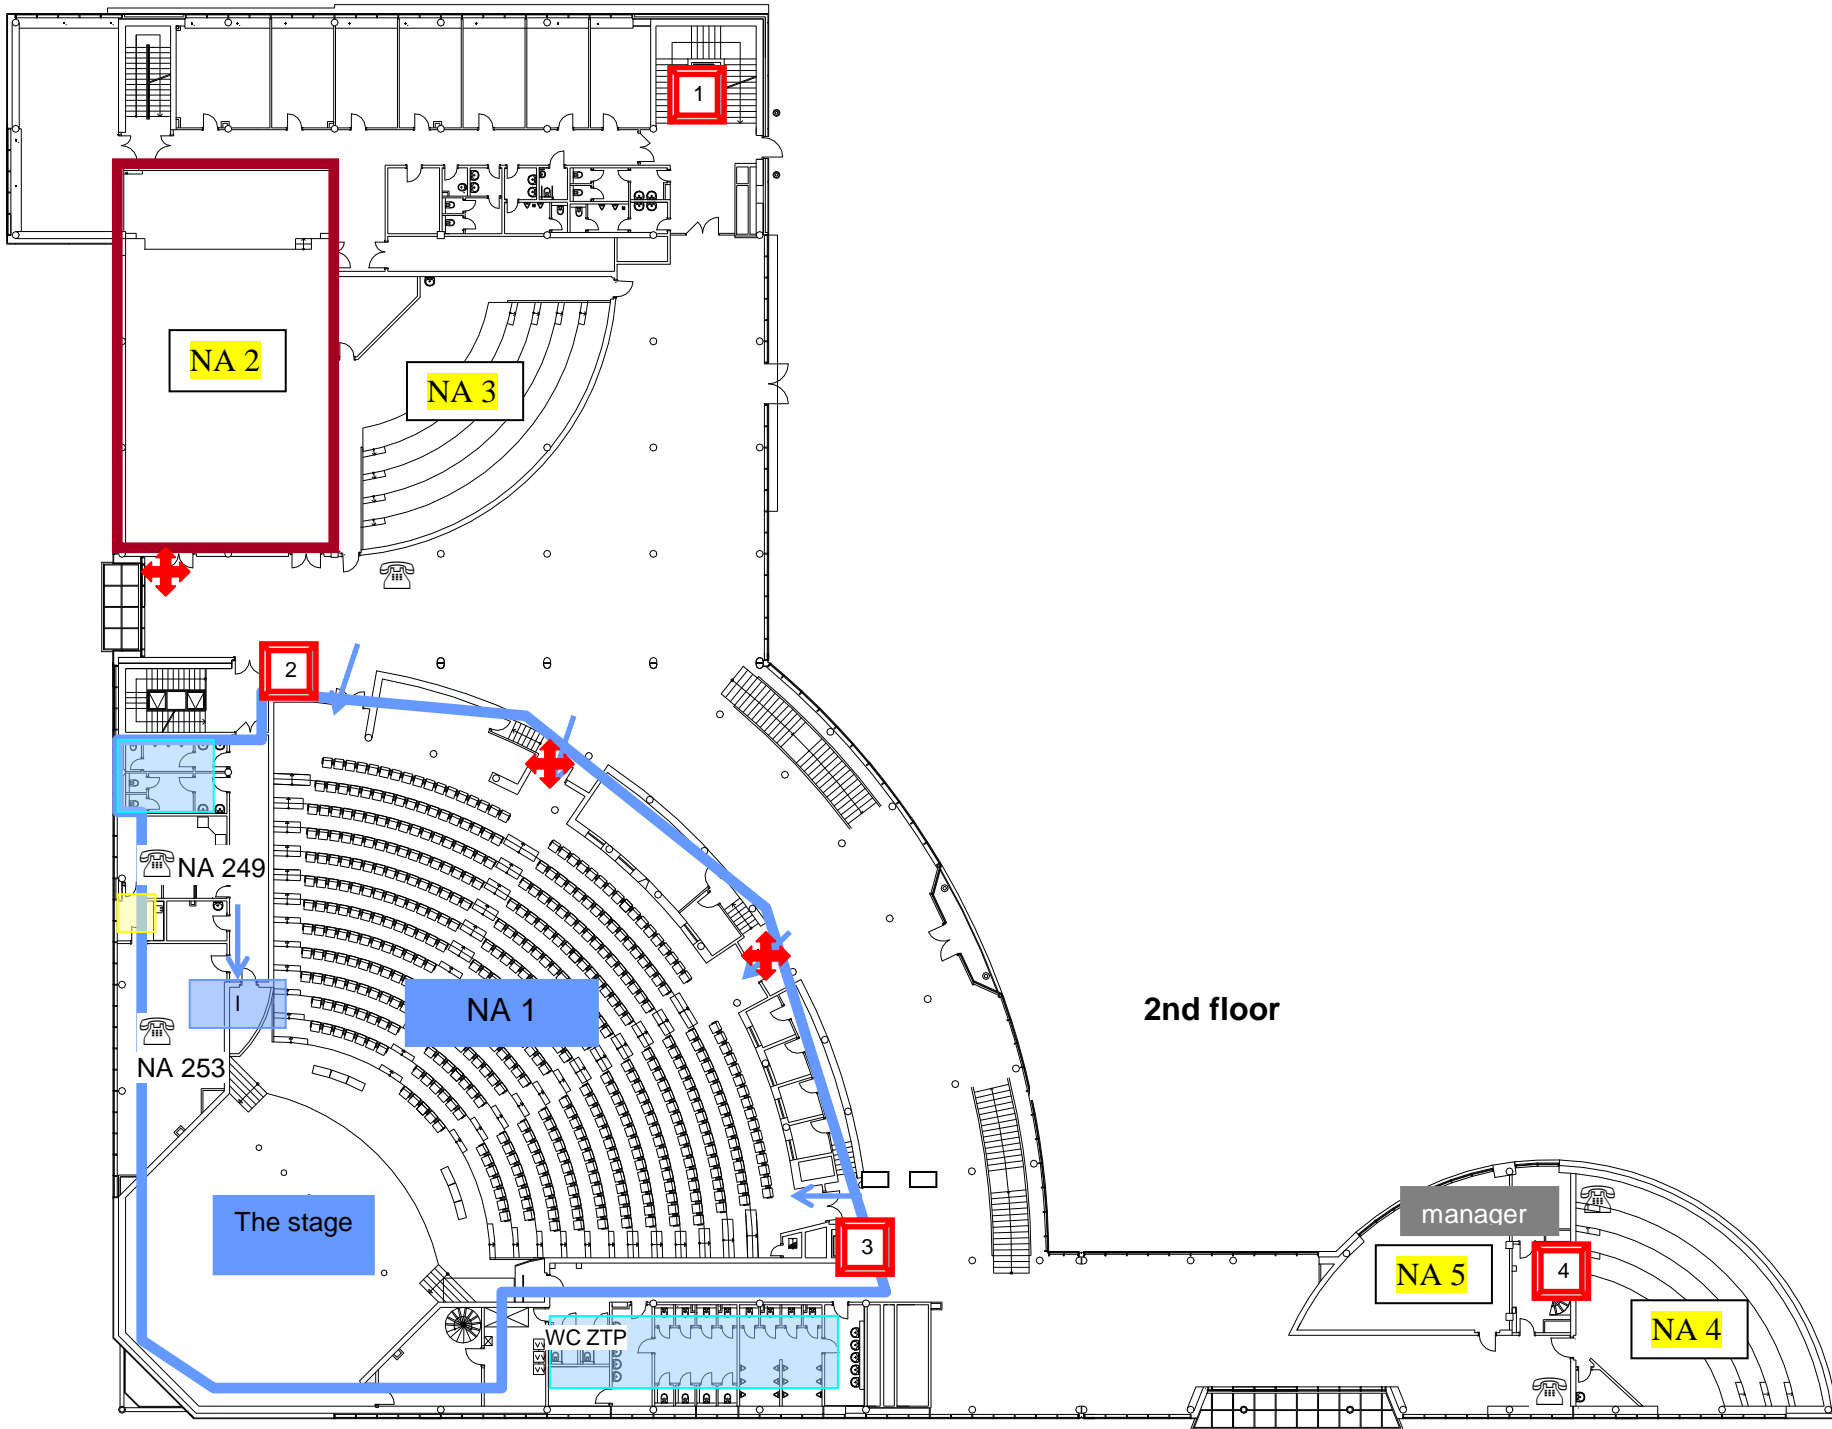 1
NA 2
NA 3
2
NA 249
NA 1
I
2nd floor
NA 253
The stage
manager
3
NA 5
4
NA 4
WC ZTP